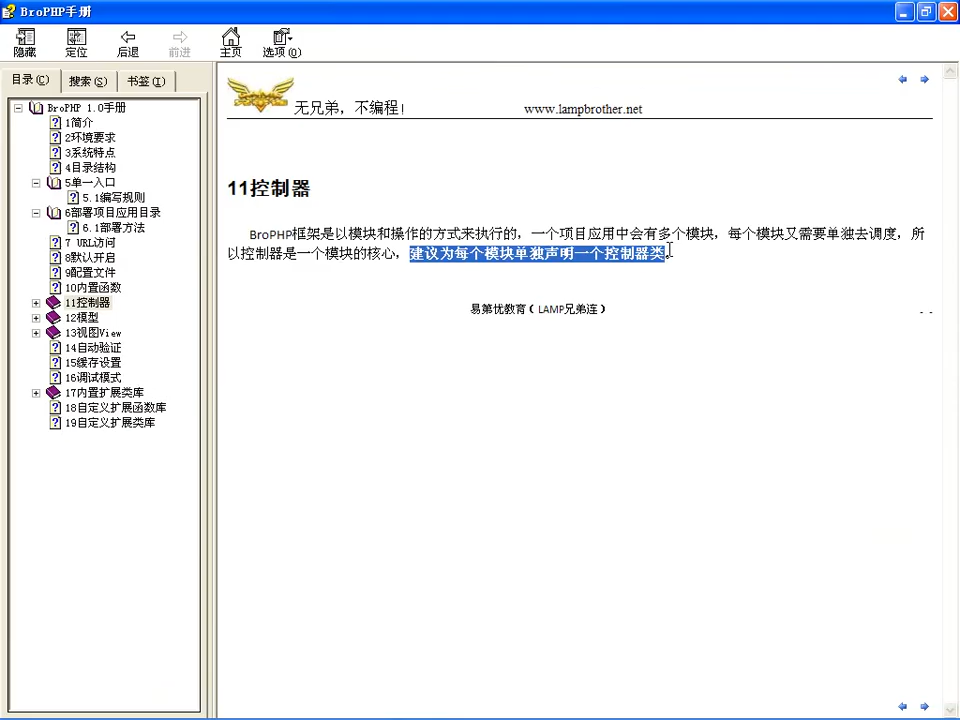 BroPHP手册
隐藏
定位
后退
前进
主页
选项(O)
目录(C)
搜索(S)
书签(I)
BroPHP 1.0手册
1简介
2环境要求
3系统特点
4目录结构
5单一入口
5.1编写规则
6部署项目应用目录
6.1部署方法
7 URL访问
8默认开启
9配置文件
10内置函数
11控制器
12模型
13视图View
14自动验证
15缓存设置
16调试模式
17内置扩展类库
18自定义扩展函数库
19自定义扩展类库
无兄弟，不编程！
www.lampbrother.net
11控制器
BroPHP框架是以模块和操作的方式来执行的，一个项目应用中会有多个模块，每个模块又需要单独去调度，所
以控制器是一个模块的核心，建议为每个模块单独声明一个控制器类。
易第优教育（LAMP兄弟连）
- -